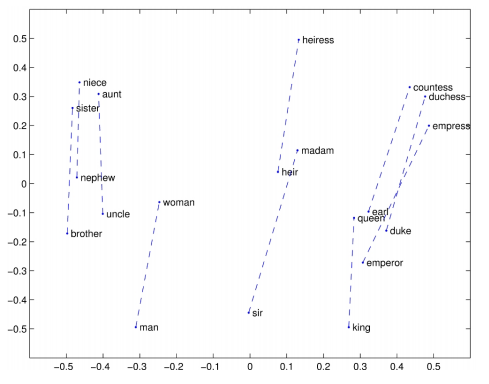 0.5
heiress
0.4
niece
countess
0.3
aunt
duchess
sister
0.2
empress
0.1
madam
heir
0
nephew
woman
−0.1
uncle
earl
queen
−0.2
brother
duke
−0.3
emperor
−0.4
sir
−0.5
man
king
−0.5 −0.4 −0.3 −0.2 −0.1 0 0.1 0.2 0.3 0.4 0.5